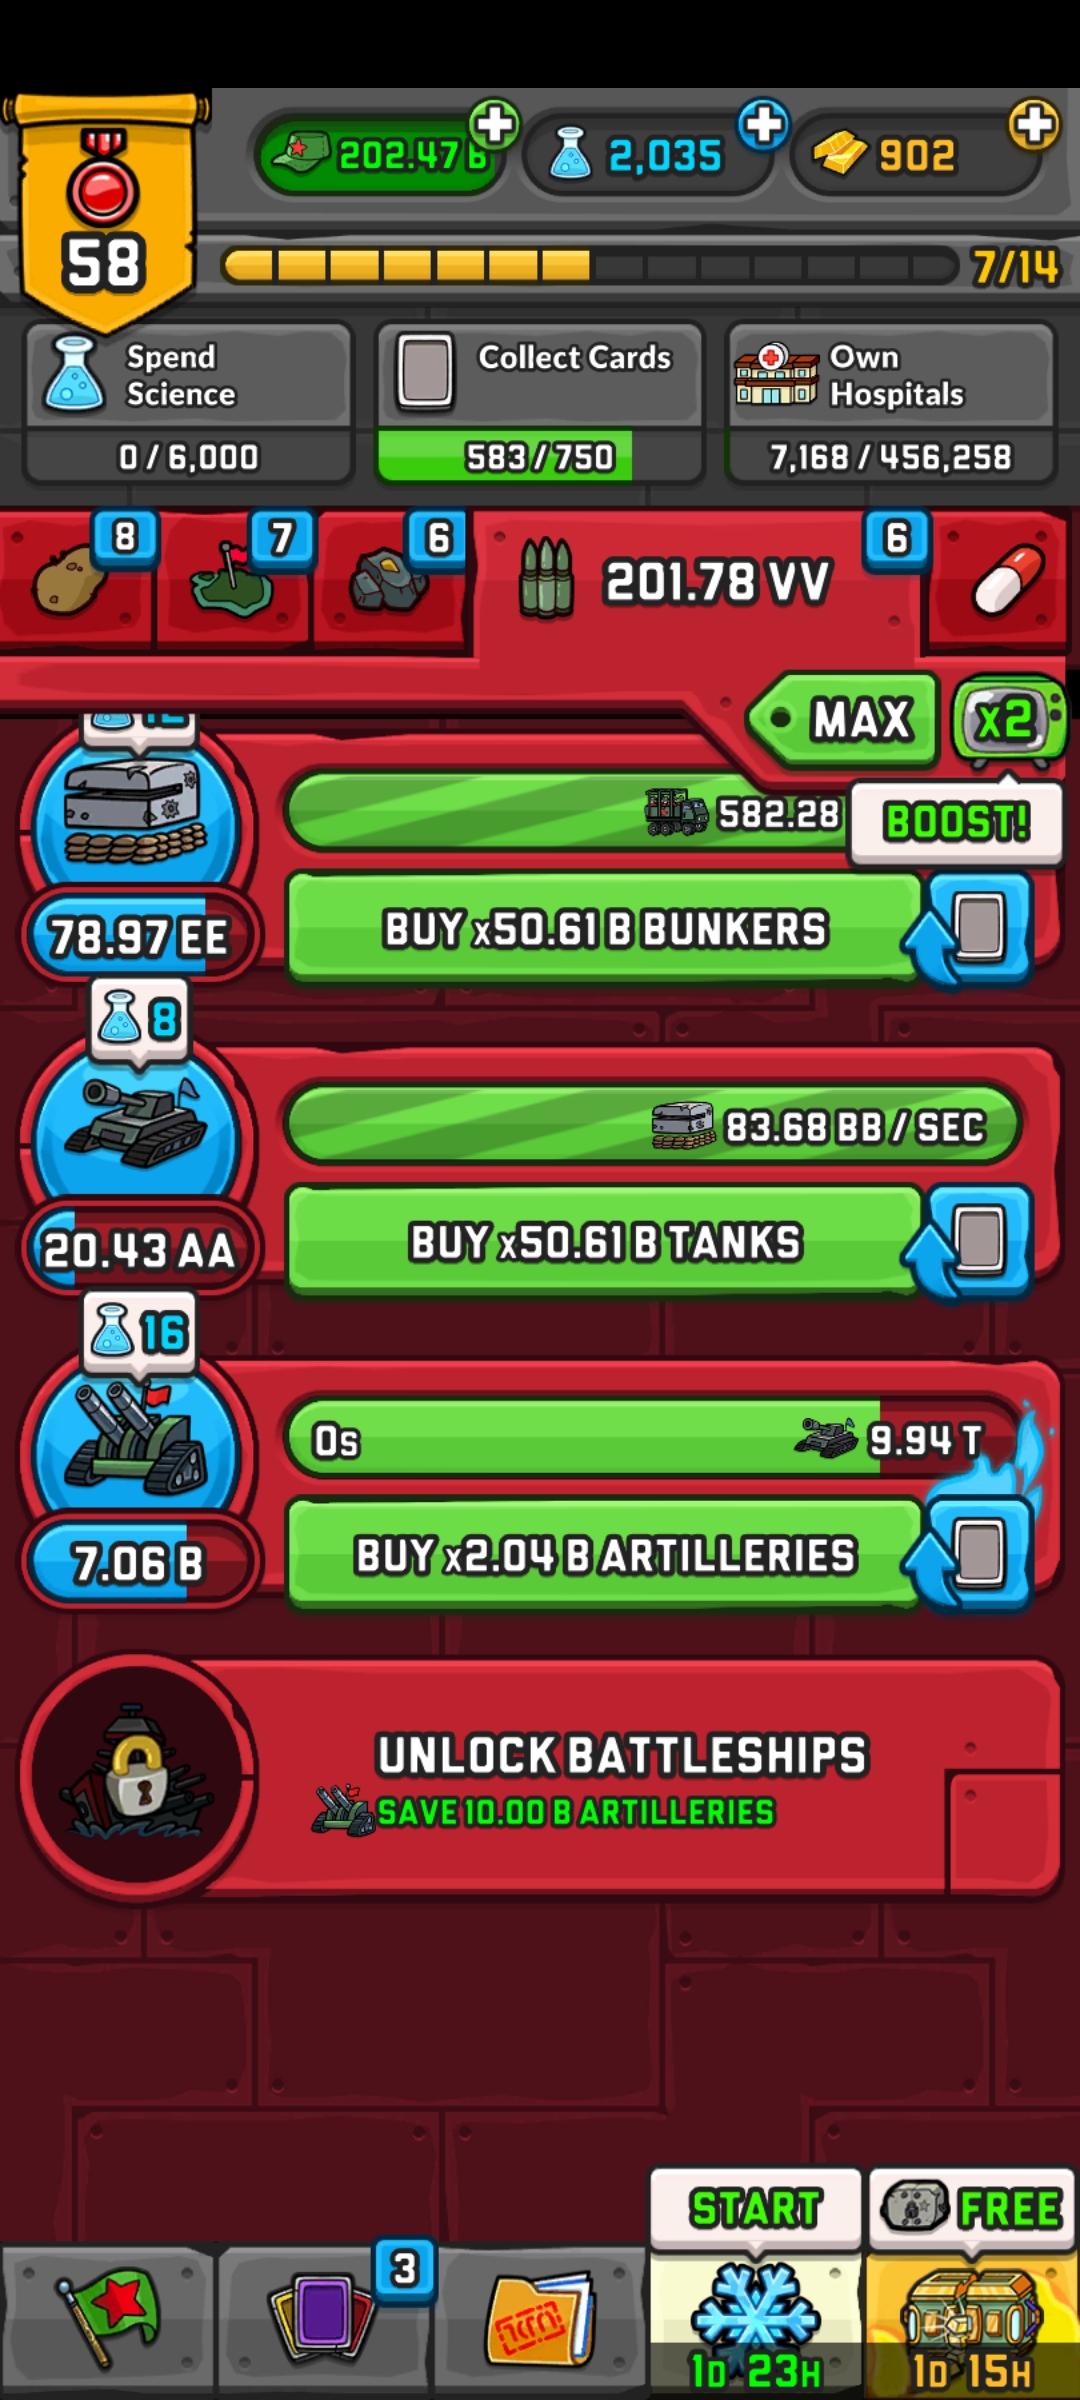 202.47 B
2,035
902
58
7/14
Spend
Science
Collect Cards
Own
Hospitals
0 / 6,000
583 / 750
7,168 / 456,258
8
7
6
201.78 VV
6
MAX
x2
12
582.28
BOOST!
78.97 EE
BUY x50.61 B BUNKERS
8
83.68 BB / SEC
20.43 AA
BUY x50.61 B TANKS
16
0s
9.94 T
7.06 B
BUY x2.04 B ARTILLERIES
UNLOCK BATTLESHIPS
SAVE 10.00 B ARTILLERIES
START
FREE
3
1D 23H
1D 15H